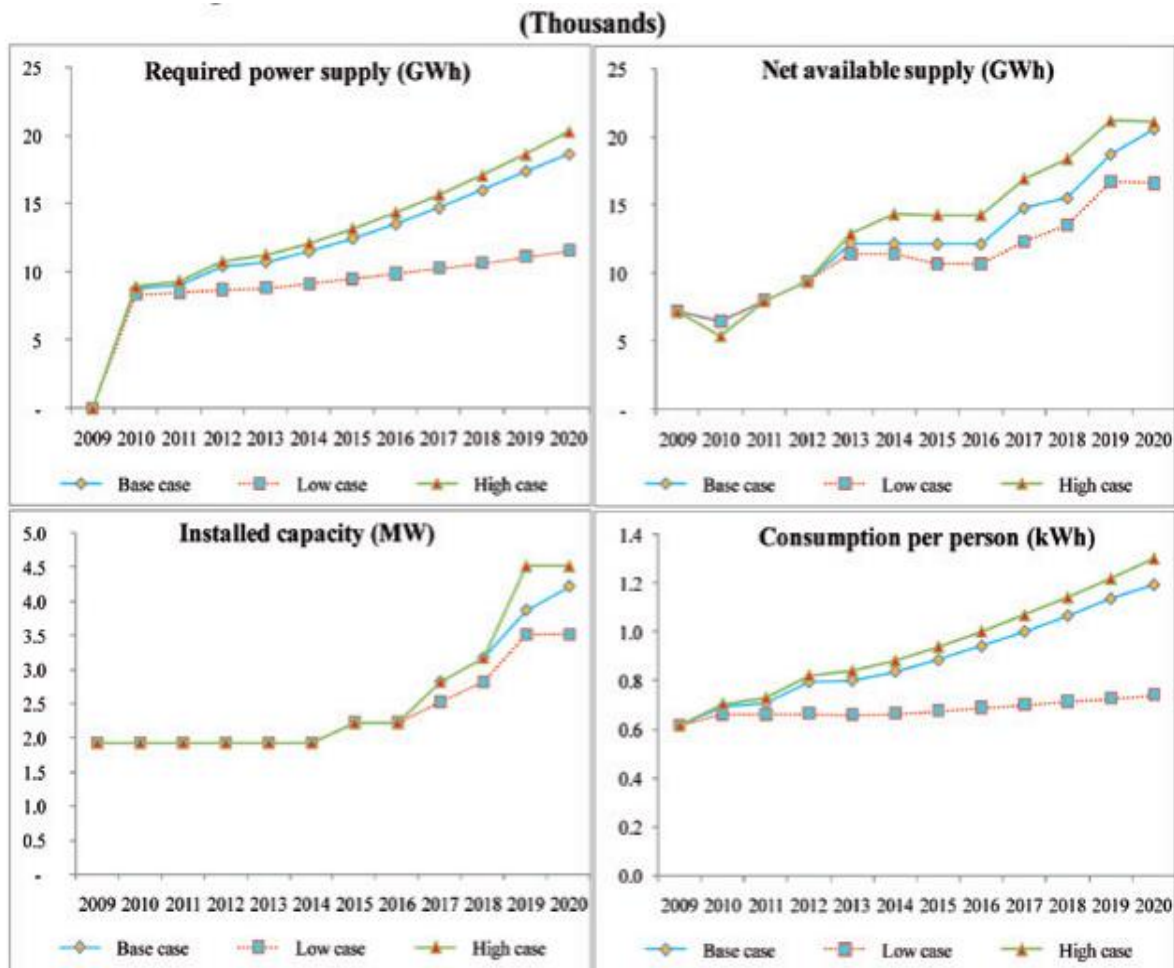 (Thousands)
Required power supply (GWh)
25
20
15
10
5
-
2009 2010 2011 2012 2013 2014 2015 2016 2017 2018 2019 2020
Base case Low case High case
Net available supply (GWh)
25
20
15
10
5
-
2009 2010 2011 2012 2013 2014 2015 2016 2017 2018 2019 2020
Base case Low case High case
Installed capacity (MW)
5.0
4.5
4.0
3.5
3.0
2.5
2.0
1.5
1.0
0.5
-
2009 2010 2011 2012 2013 2014 2015 2016 2017 2018 2019 2020
Base case Low case High case
Consumption per person (kWh)
1.4
1.2
1.0
0.8
0.6
0.4
0.2
0.0
2009 2010 2011 2012 2013 2014 2015 2016 2017 2018 2019 2020
Base case Low case High case